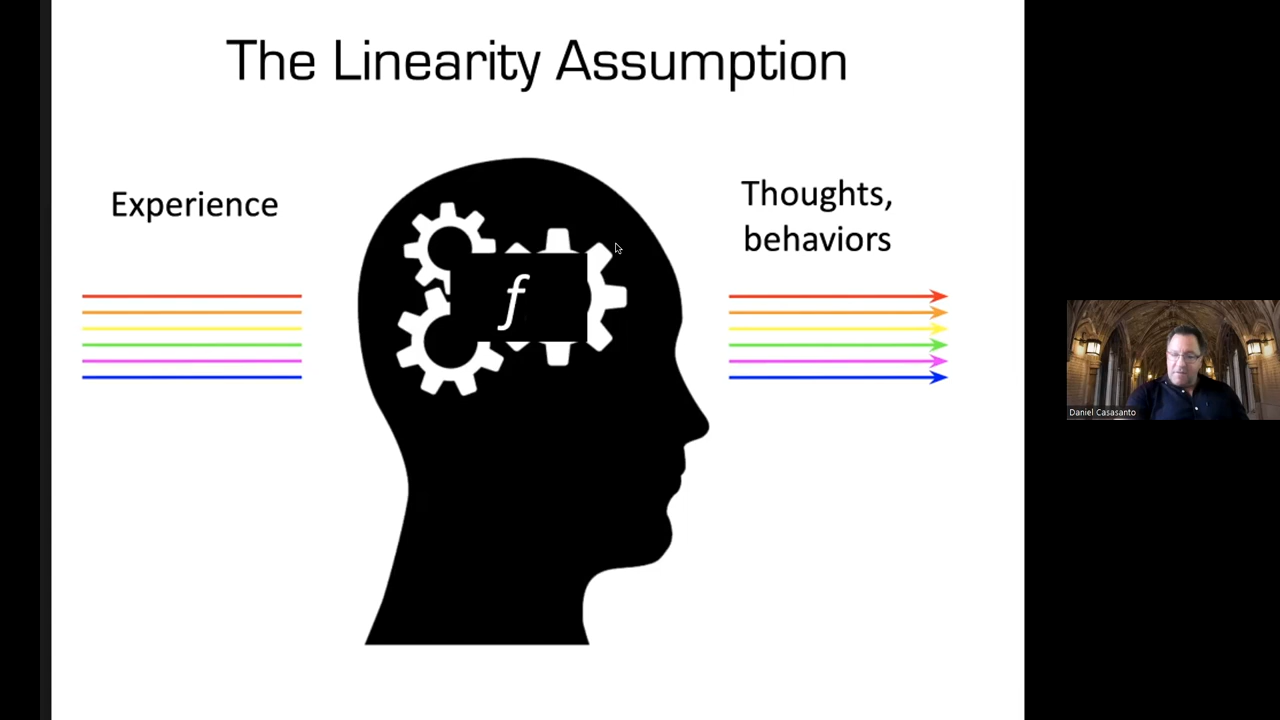 The Linearity Assumption
Experience
Thoughts,
behaviors
f
Daniel Casasanto